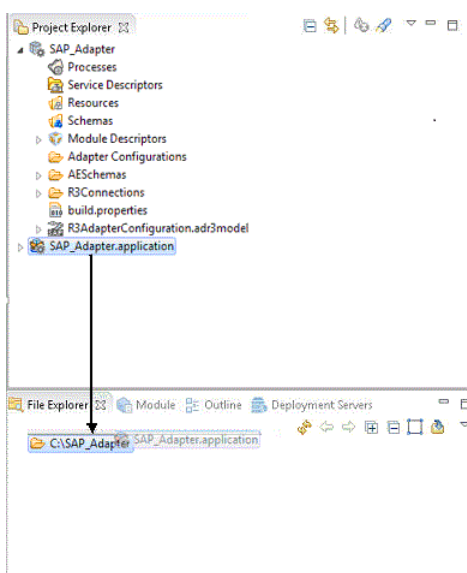 Project Explorer
SAP_Adapter
Processes
Service Descriptors
Resources
Schemas
Module Descriptors
Adapter Configurations
AESchemas
R3Connections
build.properties
R3AdapterConfiguration.adr3model
SAP_Adapter.application
File Explorer Module Outline Deployment Servers
C:\SAP_Adapter SAP_Adapter.application